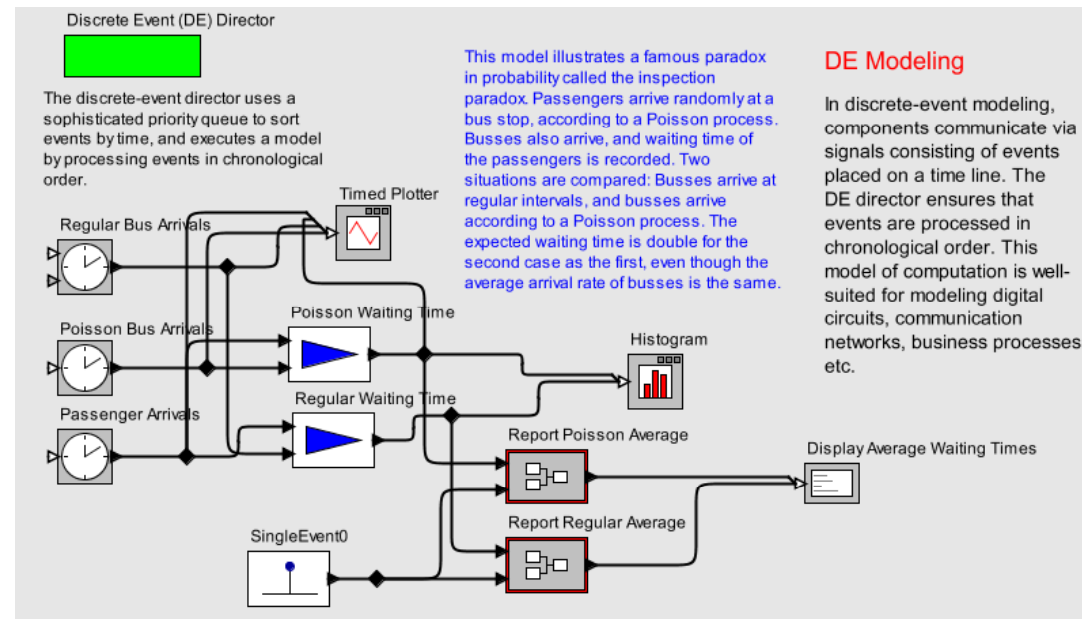 Discrete Event (DE) Director
The discrete-event director uses a
sophisticated priority queue to sort
events by time, and executes a model
by processing events in chronological
order.
This model illustrates a famous paradox
in probability called the inspection
paradox. Passengers arrive randomly at a
bus stop, according to a Poisson process.
Busses also arrive, and waiting time of
the passengers is recorded. Two
situations are compared: Busses arrive at
regular intervals, and busses arrive
according to a Poisson process. The
expected waiting time is double for the
second case as the first, even though the
average arrival rate of busses is the same.
DE Modeling
In discrete-event modeling,
components communicate via
signals consisting of events
placed on a time line. The
DE director ensures that
events are processed in
chronological order. This
model of computation is well-
suited for modeling digital
circuits, communication
networks, business processes
etc.
Timed Plotter
Regular Bus Arrivals
Poisson Waiting Time
Poisson Bus Arrivals
Histogram
Regular Waiting Time
Passenger Arrivals
Report Poisson Average
Display Average Waiting Times
Report Regular Average
SingleEvent0